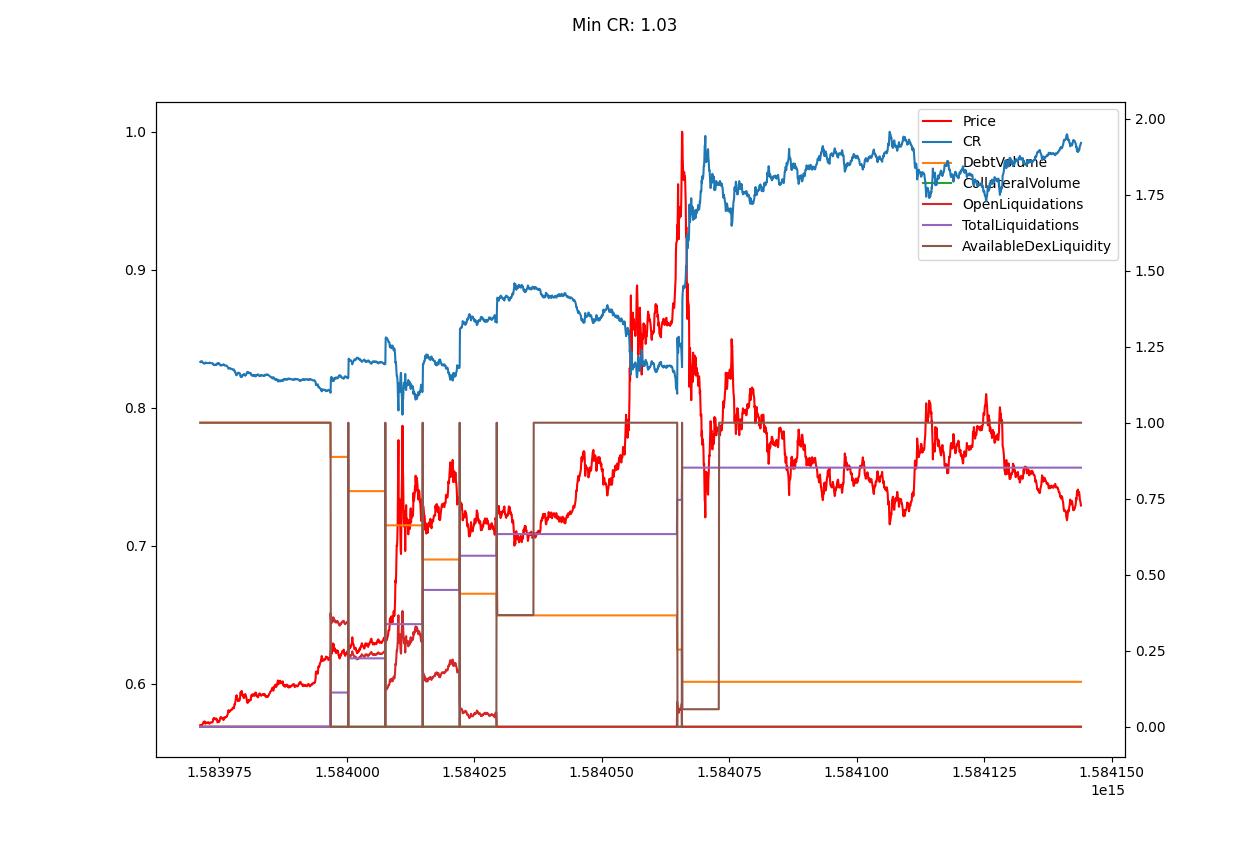 Min CR: 1.03
1.0
0.9
0.8
0.7
0.6
2.00
1.75
1.50
1.25
1.00
0.75
0.50
0.25
0.00
Price
CR
DebtVolume
CollateralVolume
OpenLiquidations
TotalLiquidations
AvailableDexLiquidity
1.583975 1.584000 1.584025 1.584050 1.584075 1.584100 1.584125 1.584150
1e15